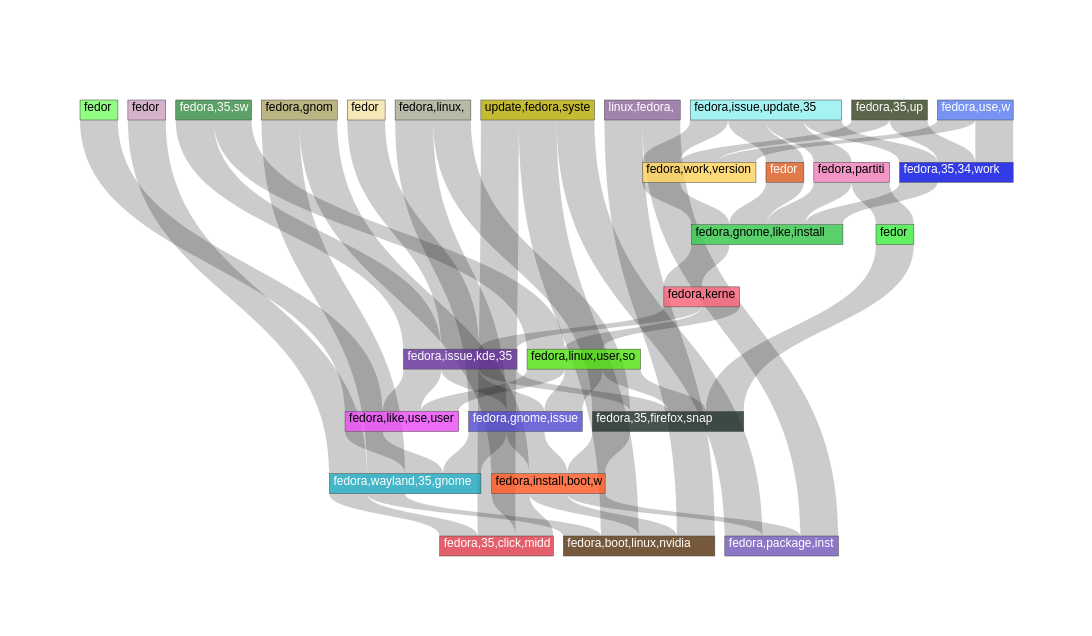 fedor
fedor
fedora,35,sw
fedora,gnom
fedor
fedora,linux,
update,fedora,syste
linux,fedora,
fedora,issue,update,35
fedora,35,up
fedora,use,w
fedora,work,version
fedor
fedora,partiti
fedora,35,34,work
fedora,gnome,like,install
fedor
fedora,kerne
fedora,issue,kde,35
fedora,linux,user,so
fedora,like,use,user
fedora,gnome,issue
fedora,35,firefox,snap
fedora,wayland,35,gnome
fedora,install,boot,w
fedora,35,click,midd
fedora,boot,linux,nvidia
fedora,package,inst